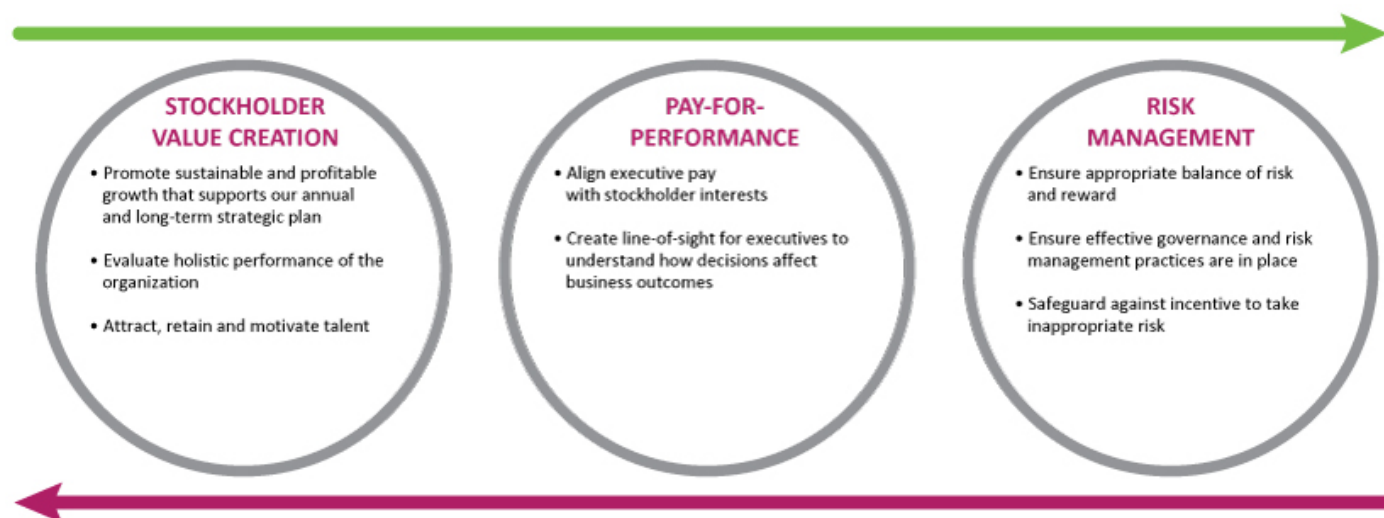 STOCKHOLDER
VALUE CREATION
• Promote sustainable and profitable
growth that supports our annual
and long-term strategic plan
• Evaluate holistic performance of the
organization
• Attract, retain and motivate talent
PAY-FOR-
PERFORMANCE
• Align executive pay
with stockholder interests
• Create line-of-sight for executives to
understand how decisions affect
business outcomes
RISK
MANAGEMENT
• Ensure appropriate balance of risk
and reward
• Ensure effective governance and risk
management practices are in place
• Safeguard against incentive to take
inappropriate risk